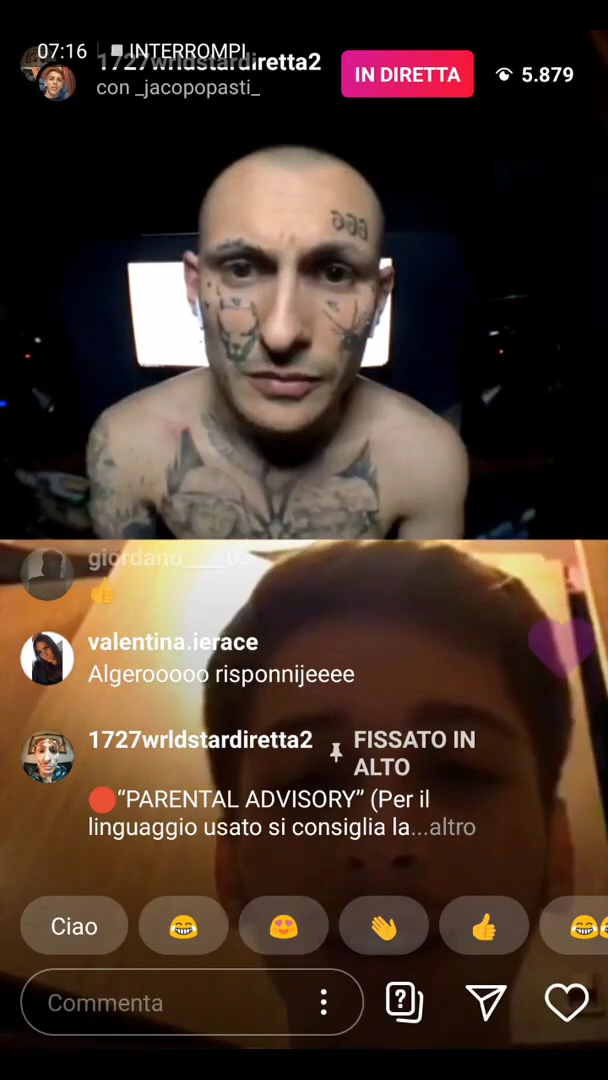 07:16 INTERROMPI
1727wrldstardiretta2
IN DIRETTA
5.879
con _jacopopasti_
666
valentina.ierace
Algerooooo risponnijeeee
1727wrldstardiretta2 FISSATO IN
ALTO
🔴“PARENTAL ADVISORY” (Per il
linguaggio usato si consiglia la...altro
Ciao 😂 😍 👏 👍 😂
Commenta